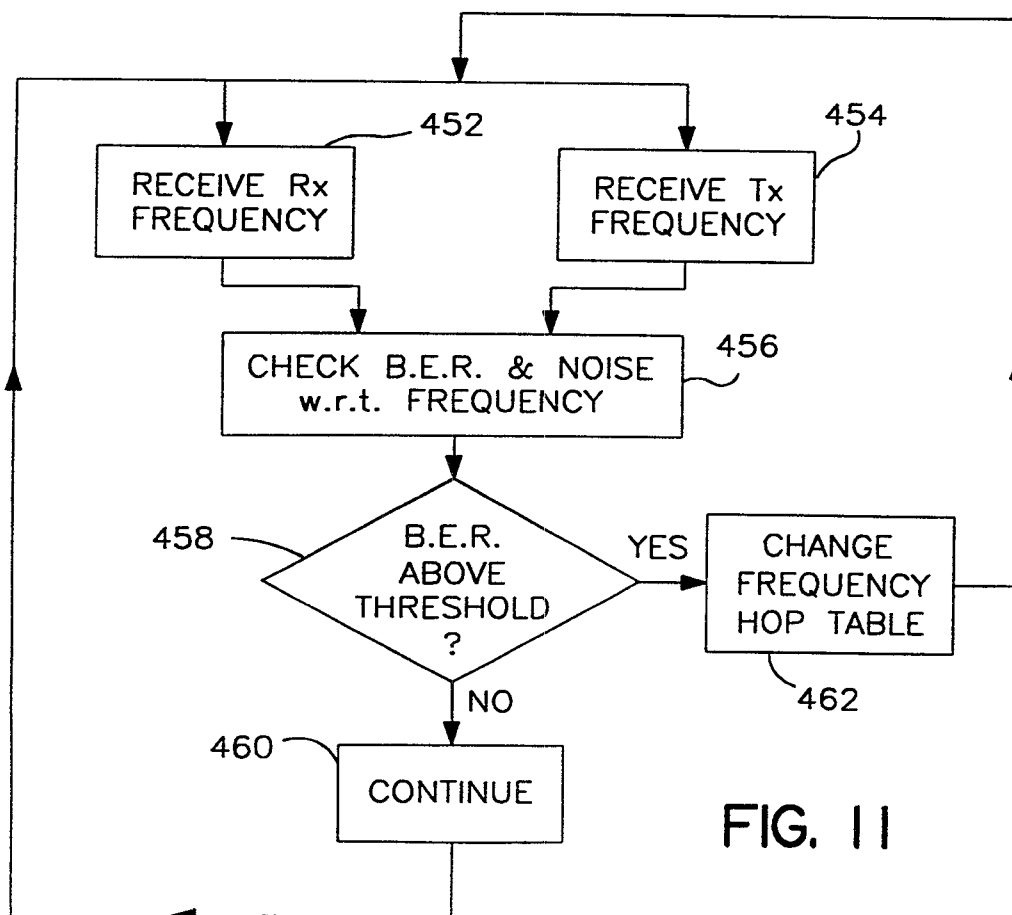 452
454
RECEIVE Rx
FREQUENCY
RECEIVE Tx
FREQUENCY
CHECK B.E.R. & NOISE
w.r.t. FREQUENCY
456
458
B.E.R.
ABOVE
THRESHOLD
?
YES
CHANGE
FREQUENCY
HOP TABLE
462
NO
460
CONTINUE
FIG. 11